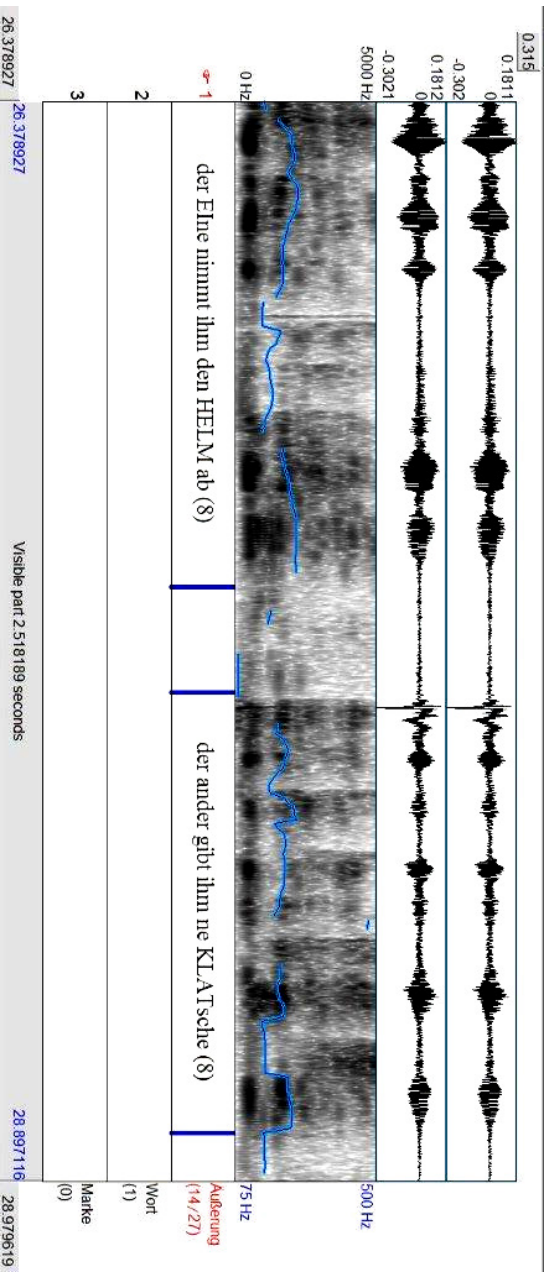 0.315
0.1811
0
-0.302
0.1812
0
-0.3021
5000 Hz
500 Hz
0 Hz
75 Hz
1
der EIne nimmt ihm den HELM ab (8)
der ander gibt ihm ne KLATsche (8)
Äußerung
(14/27)
2
Wort
(1)
3
Marke
(0)
26.378927
28.897116
26.378927
Visible part 2.518189 seconds
28.979619